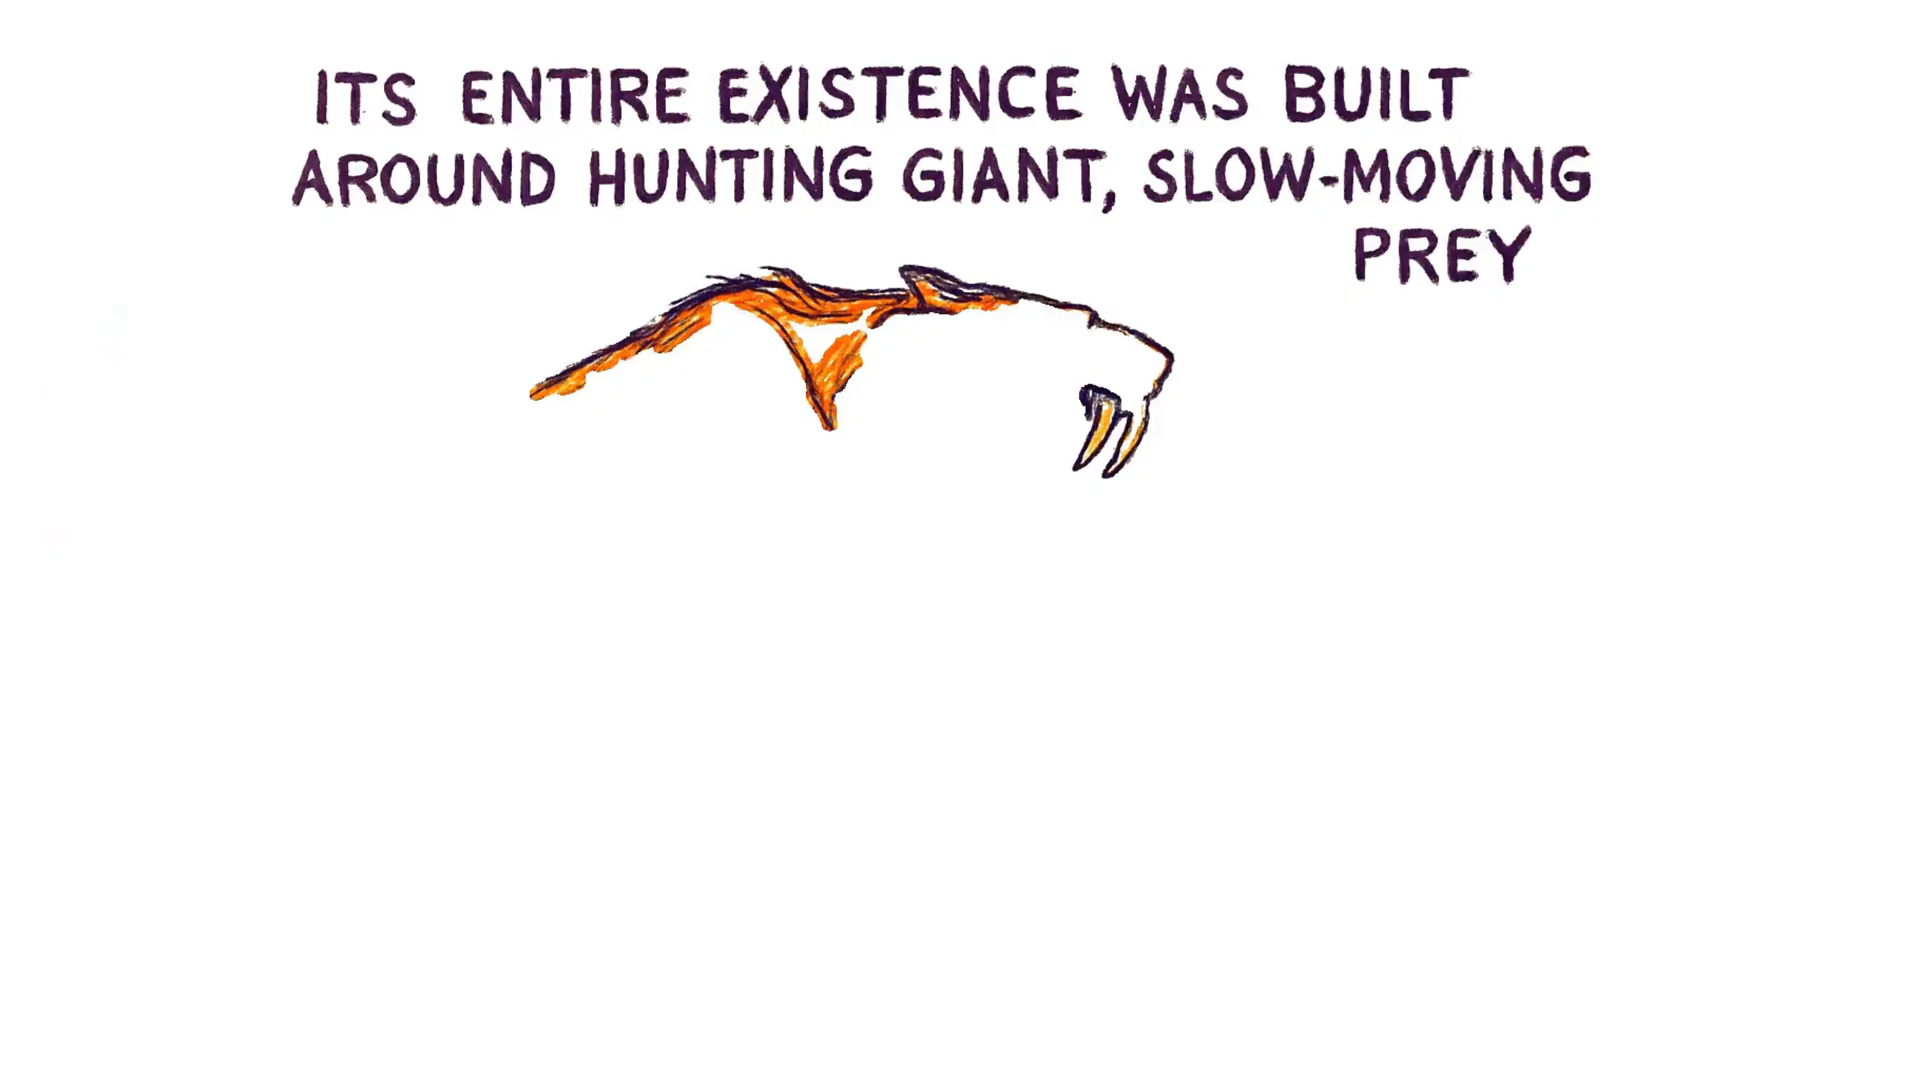 ITS ENTIRE EXISTENCE WAS BUILT
AROUND HUNTING GIANT, SLOW-MOVING
PREY